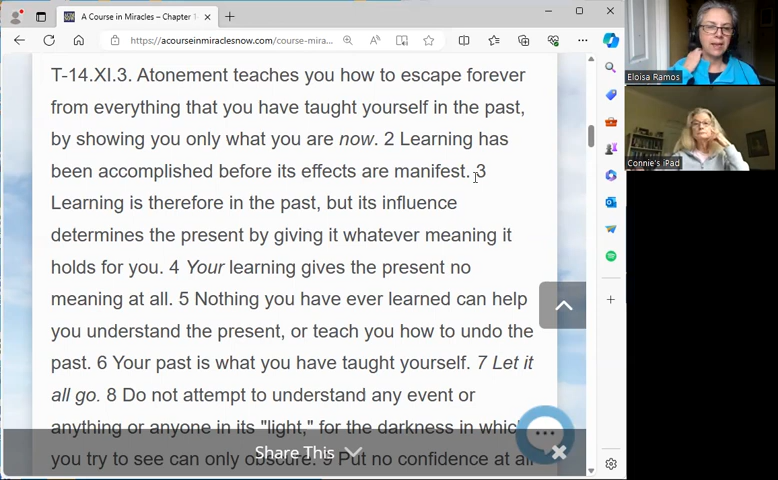 A Course in Miracles – Chapter 1
https://acourseinmiraclesnow.com/course-mira...
Eloisa Ramos
Connie's iPad
T-14.XI.3. Atonement teaches you how to escape forever
from everything that you have taught yourself in the past,
by showing you only what you are now. 2 Learning has
been accomplished before its effects are manifest. 3
Learning is therefore in the past, but its influence
determines the present by giving it whatever meaning it
holds for you. 4 Your learning gives the present no
meaning at all. 5 Nothing you have ever learned can help
you understand the present, or teach you how to undo the
past. 6 Your past is what you have taught yourself. 7 Let it
all go. 8 Do not attempt to understand any event or
anything or anyone in its "light," for the darkness in which
you try to see can only obscure. 9 Put no confidence at all
Share This